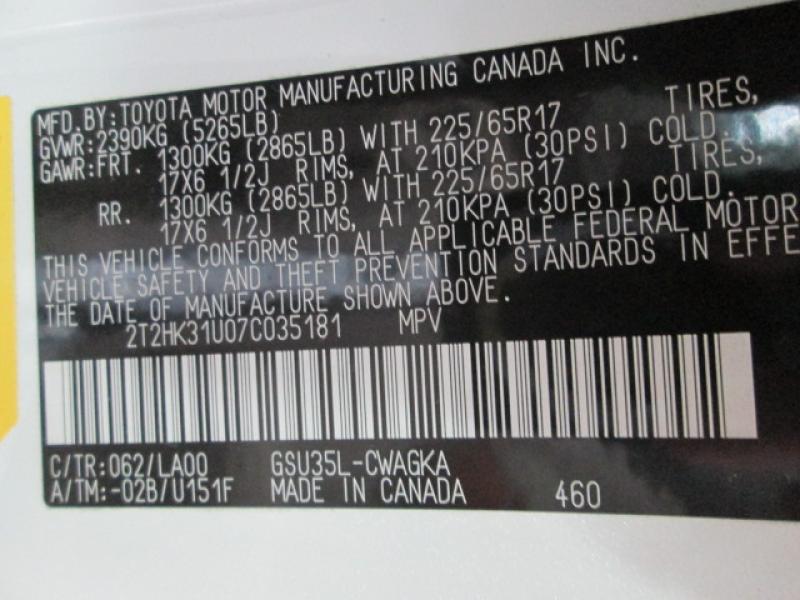 MFD.BY:TOYOTA MOTOR MANUFACTURING CANADA INC.
GVWR:2390KG (5265LB)
GAWR:FRT. 1300KG (2865LB) WITH 225/65R17 TIRES,
17X6 1/2J RIMS, AT 210KPA (30PSI) COLD.
RR. 1300KG (2865LB) WITH 225/65R17 TIRES,
17X6 1/2J RIMS, AT 210KPA (30PSI) COLD.
THIS VEHICLE CONFORMS TO ALL APPLICABLE FEDERAL MOTOR
VEHICLE SAFETY AND THEFT PREVENTION STANDARDS IN EFFE
THE DATE OF MANUFACTURE SHOWN ABOVE.
2T2HK31U07C035181 MPV
C/TR:062/LA00 GSU35L-CWAGKA
A/TM:-02B/U151F MADE IN CANADA 460